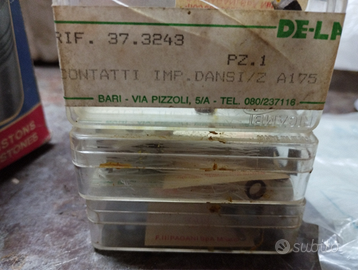 RIF. 37.3243
DE-LA
PZ.1
CONTATTI IMP.DANSI/Z A175
BARI - VIA PIZZOLI, 5/A - TEL. 080/237118
STONS
STONES
subito